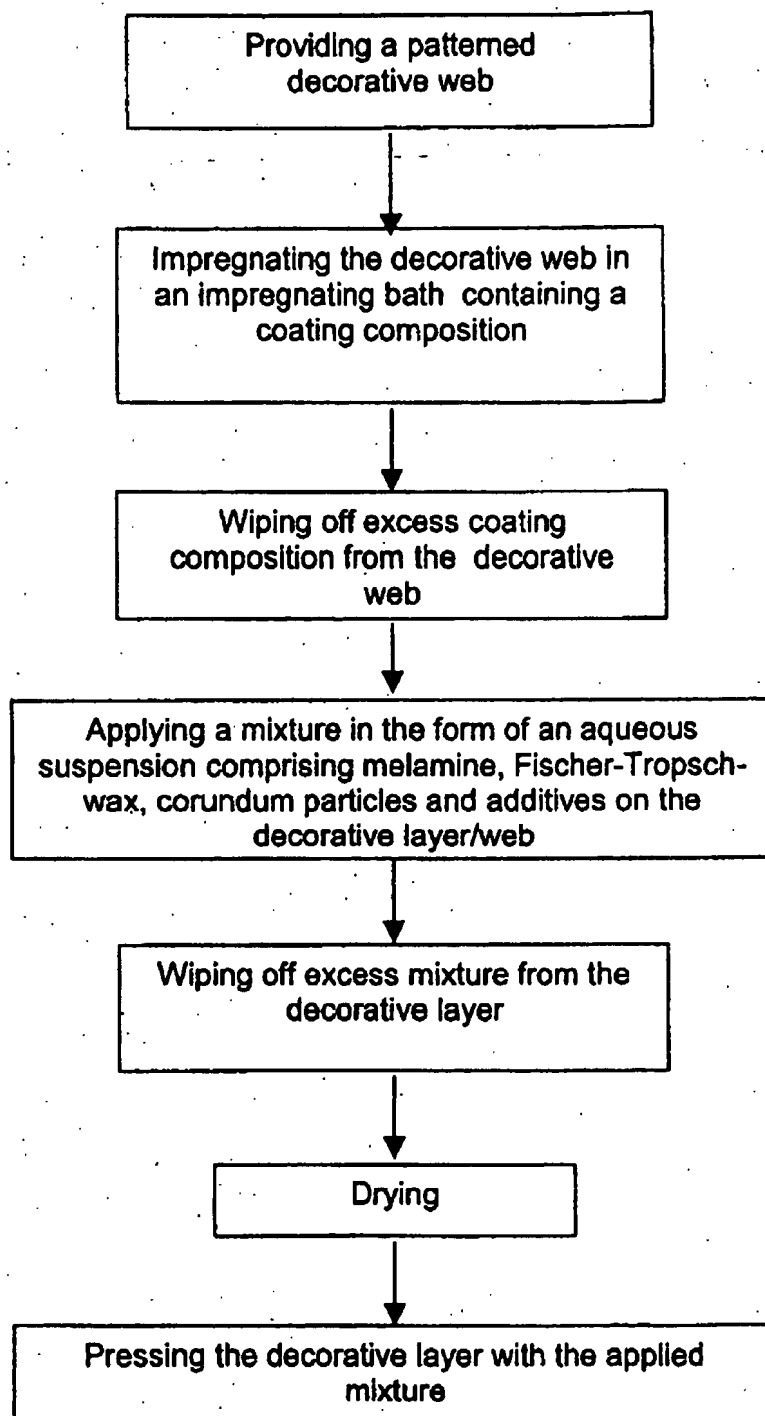 Providing a patterned
decorative web
Impregnating the decorative web in
an impregnating bath containing a
coating composition
Wiping off excess coating
composition from the decorative
web
Applying a mixture in the form of an aqueous
suspension comprising melamine, Fischer-Tropsch-
wax, corundum particles and additives on the
decorative layer/web
Wiping off excess mixture from the
decorative layer
Drying
Pressing the decorative layer with the applied
mixture